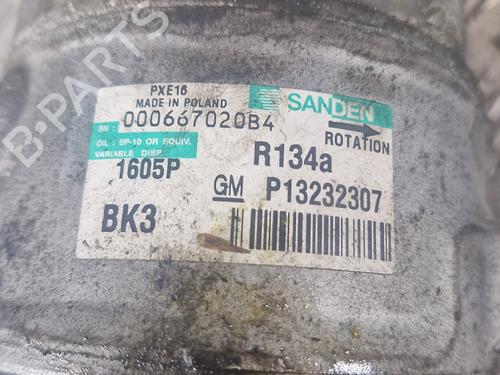 PXE16
MADE IN POLAND
SANDEN
SN: 000667020B4
ROTATION
OIL : SP-10 OR EQUIV.
VARIABLE DISP.
R134a
1605P
GM P13232307
BK3
B-PARTS